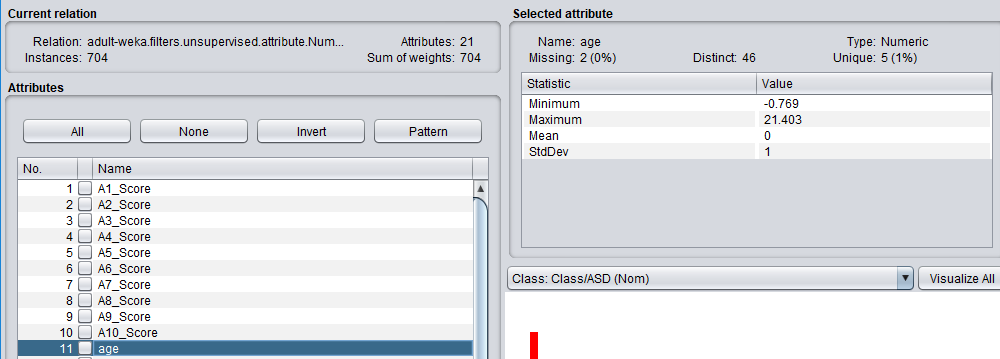 Current relation
Relation: adult-weka.filters.unsupervised.attribute.Num... Attributes: 21
Instances: 704 Sum of weights: 704
Attributes
All None Invert Pattern
No. Name
1 A1_Score
2 A2_Score
3 A3_Score
4 A4_Score
5 A5_Score
6 A6_Score
7 A7_Score
8 A8_Score
9 A9_Score
10 A10_Score
11 age
Selected attribute
Name: age Type: Numeric
Missing: 2 (0%) Distinct: 46 Unique: 5 (1%)
Statistic Value
Minimum -0.769
Maximum 21.403
Mean 0
StdDev 1
Class: Class/ASD (Nom) Visualize All